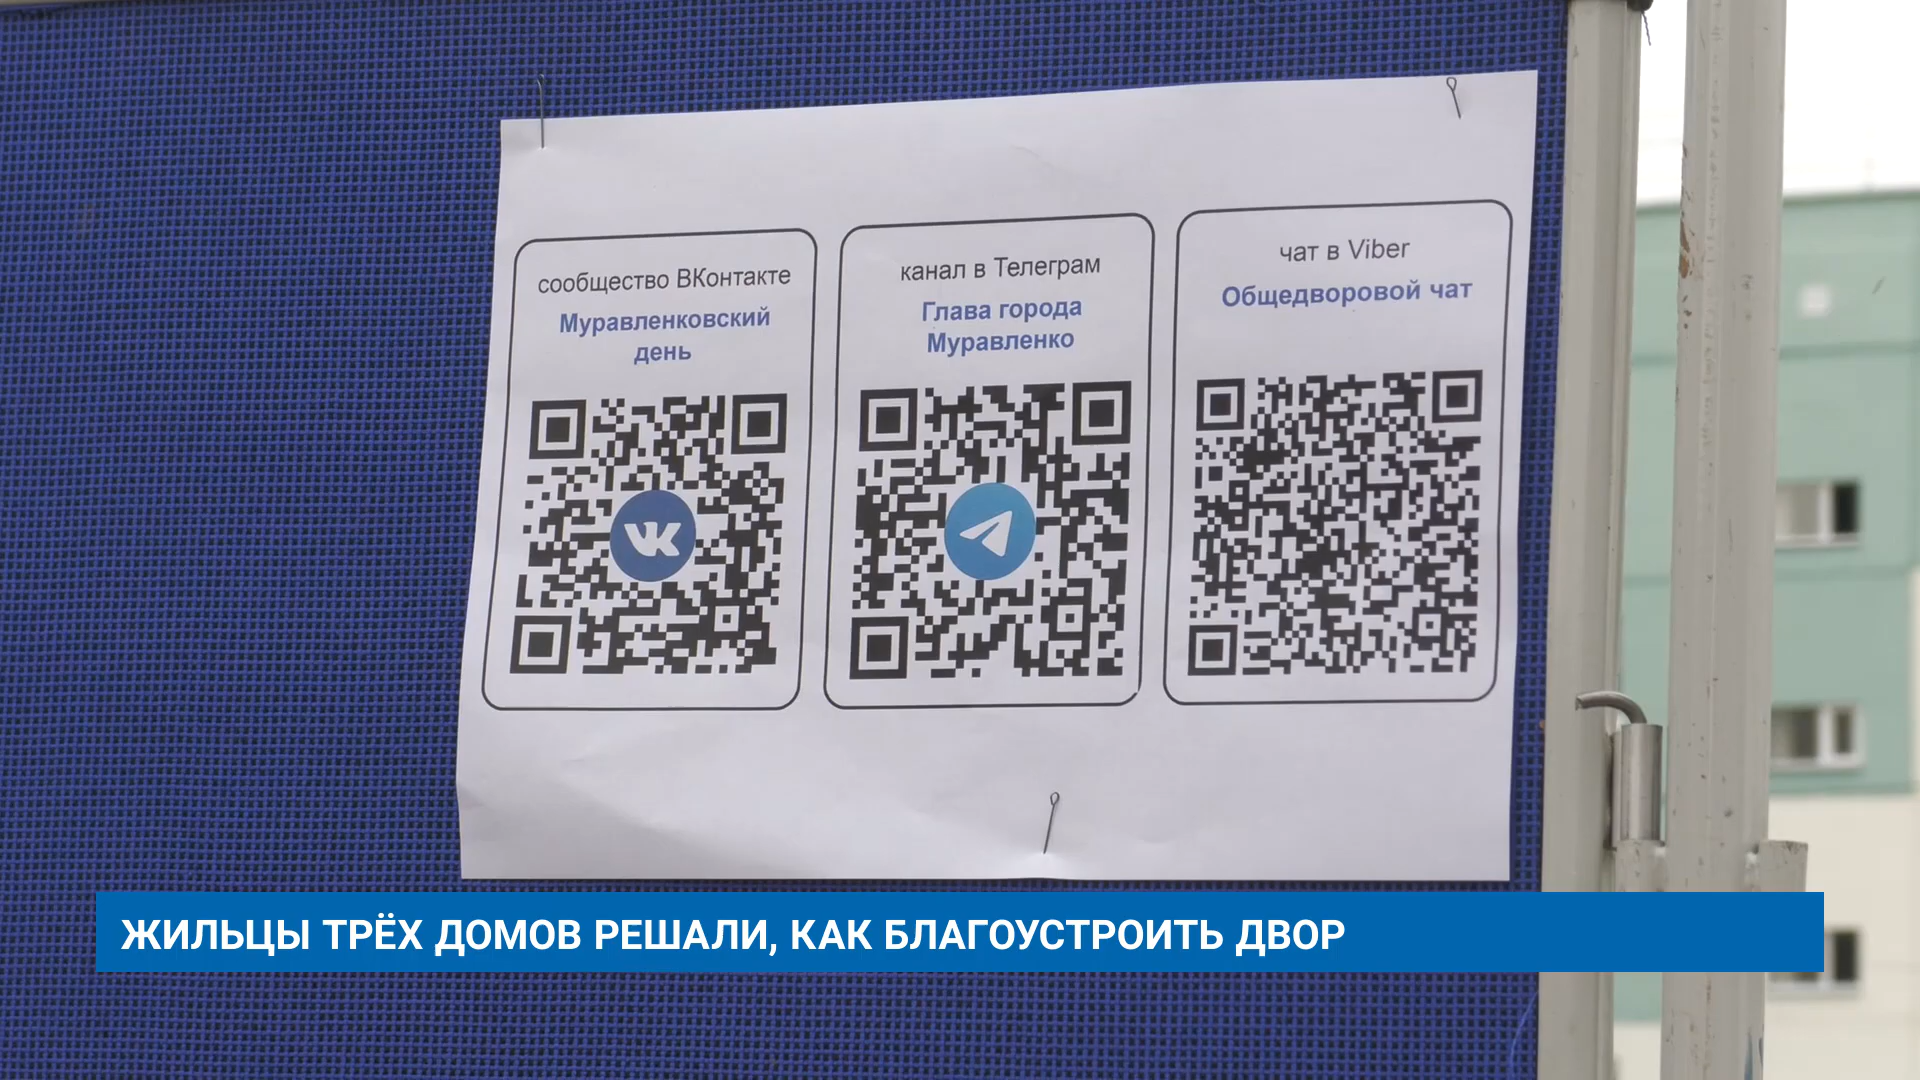 сообщество ВКонтакте
Муравленковский
день
канал в Телеграм
Глава города
Муравленко
чат в Viber
Общедворовой чат
ЖИЛЬЦЫ ТРЁХ ДОМОВ РЕШАЛИ, КАК БЛАГОУСТРОИТЬ ДВОР